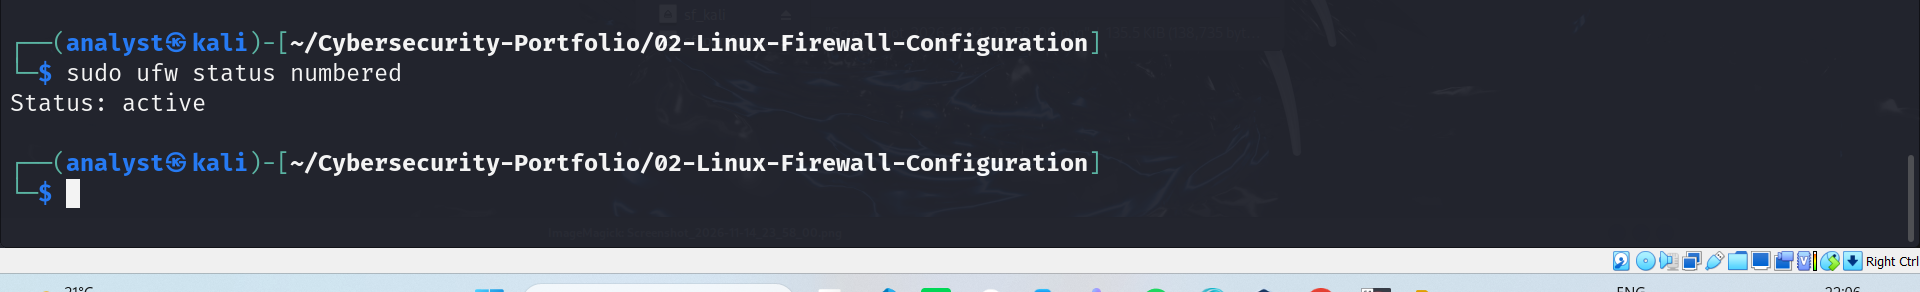 sf_kali
┌──(analyst㉿kali)-[~/Cybersecurity-Portfolio/02-Linux-Firewall-Configuration]
└─$ sudo ufw status numbered
Status: active
┌──(analyst㉿kali)-[~/Cybersecurity-Portfolio/02-Linux-Firewall-Configuration]
└─$
Right Ctrl